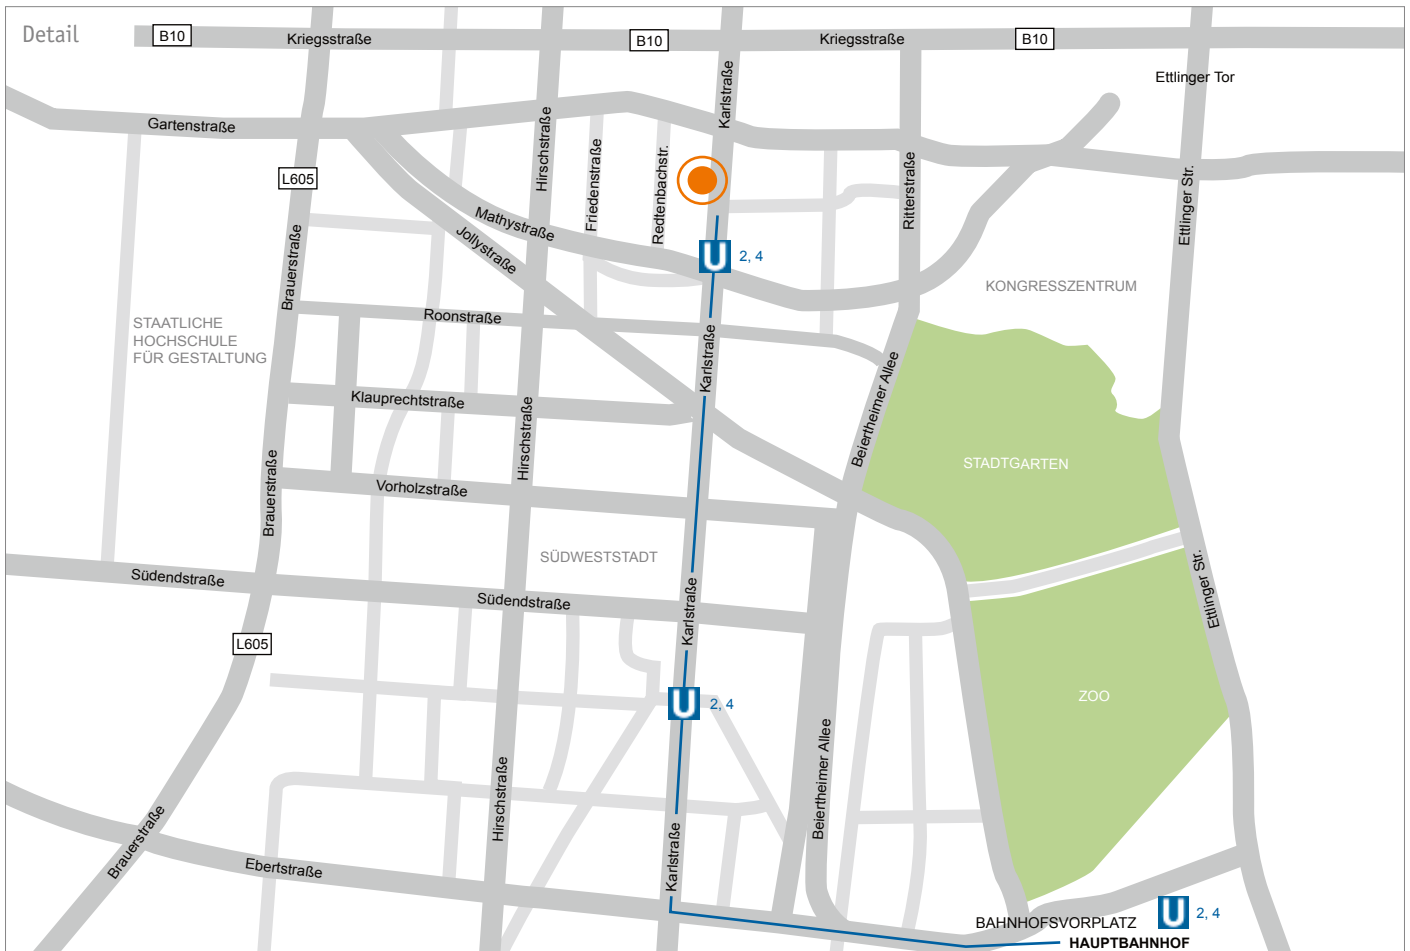 Detail
B10
Kriegsstraße
B10
Kriegsstraße
B10
Ettlinger Tor
Karlstraße
Gartenstraße
Hirschstraße
Friedenstraße
Redtenbachstr.
Ritterstraße
Ettlinger Str.
L605
Mathystraße
Jollystraße
Brauerstraße
U
2, 4
KONGRESSZENTRUM
Roonstraße
STAATLICHE
HOCHSCHULE
FÜR GESTALTUNG
Karlstraße
Klauprechtstraße
Beiertheimer Allee
Hirschstraße
STADTGARTEN
Brauerstraße
Vorholzstraße
SÜDWESTSTADT
Südendstraße
Südendstraße
Karlstraße
Ettlinger Str.
L605
ZOO
U
2, 4
Beiertheimer Allee
Hirschstraße
Brauerstraße
Karlstraße
Ebertstraße
BAHNHOFSVORPLATZ
U
2, 4
HAUPTBAHNHOF